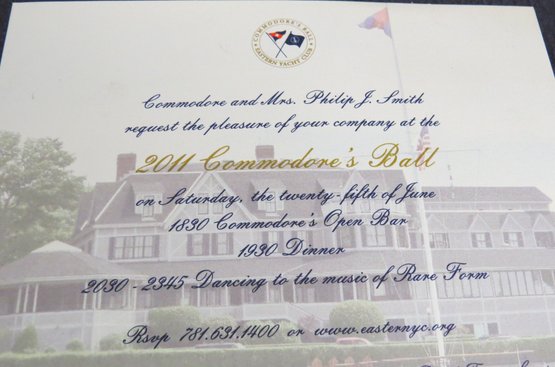 COMMODORE'S BALL
EASTERN YACHT CLUB
Commodore and Mrs. Philip J. Smith
request the pleasure of your company at the
2011 Commodore's Ball
on Saturday, the twenty-fifth of June
1830 Commodore's Open Bar
1930 Dinner
2030 - 2345 Dancing to the music of Rare Form
Rsvp 781.631.1400 or www.easternyc.org